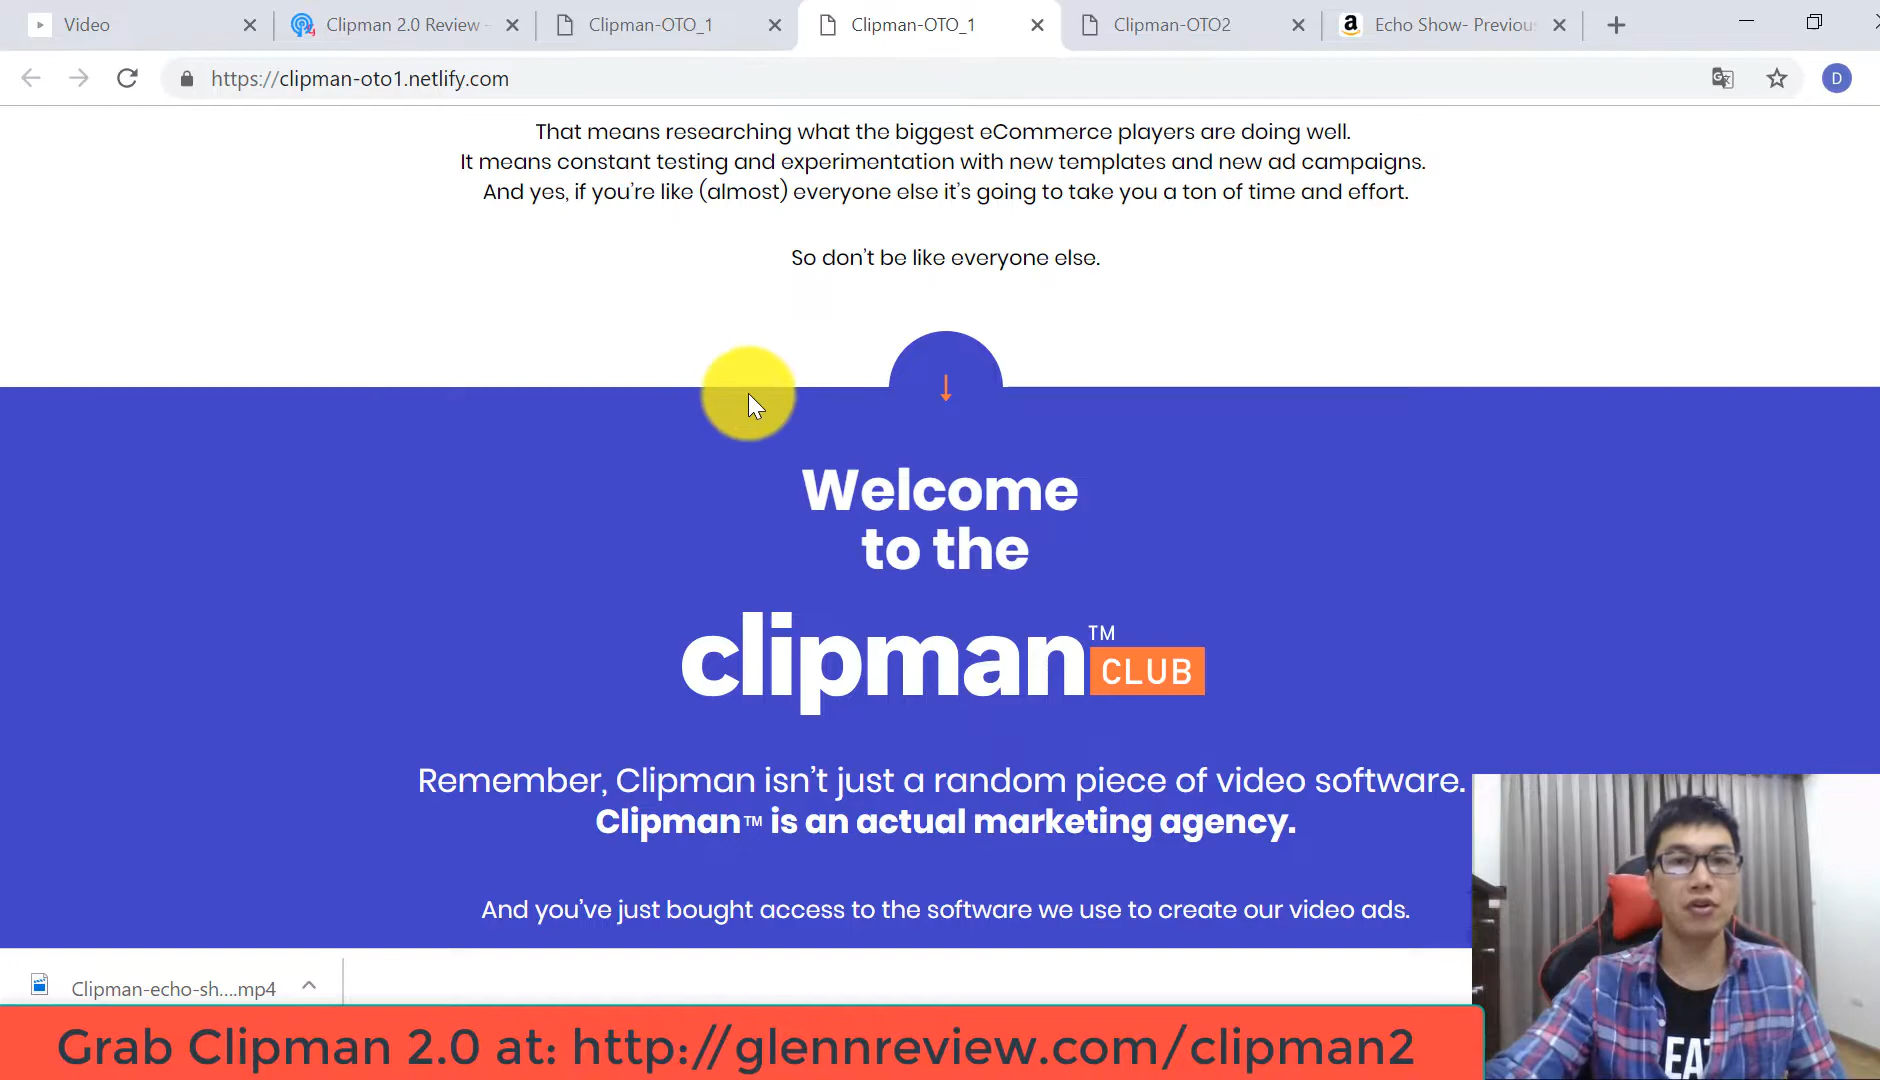 Video
Clipman 2.0 Review -
Clipman-OTO_1
Clipman-OTO_1
Clipman-OTO2
Echo Show- Previous
https://clipman-oto1.netlify.com
D
That means researching what the biggest eCommerce players are doing well.
It means constant testing and experimentation with new templates and new ad campaigns.
And yes, if you're like (almost) everyone else it's going to take you a ton of time and effort.
So don't be like everyone else.
Welcome
to the
clipman™ CLUB
Remember, Clipman isn't just a random piece of video software.
Clipman™ is an actual marketing agency.
And you've just bought access to the software we use to create our video ads.
Clipman-echo-sh....mp4
Grab Clipman 2.0 at: http://glennreview.com/clipman2
EAT